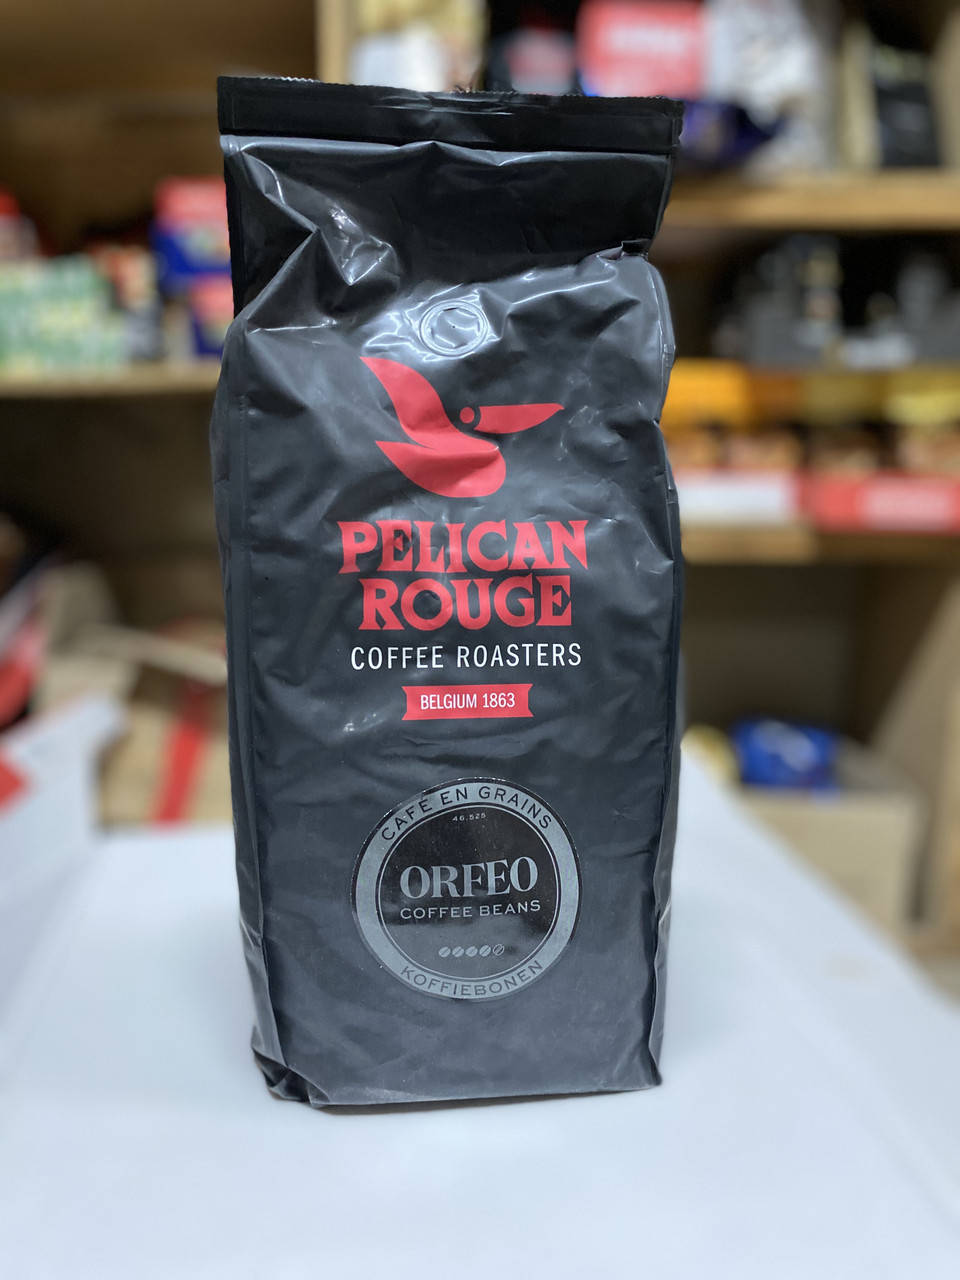 PELICAN
ROUGE
COFFEE ROASTERS
BELGIUM 1863
CAFÉ EN GRAINS
46.525
ORFEO
COFFEE BEANS
KOFFIEBONEN